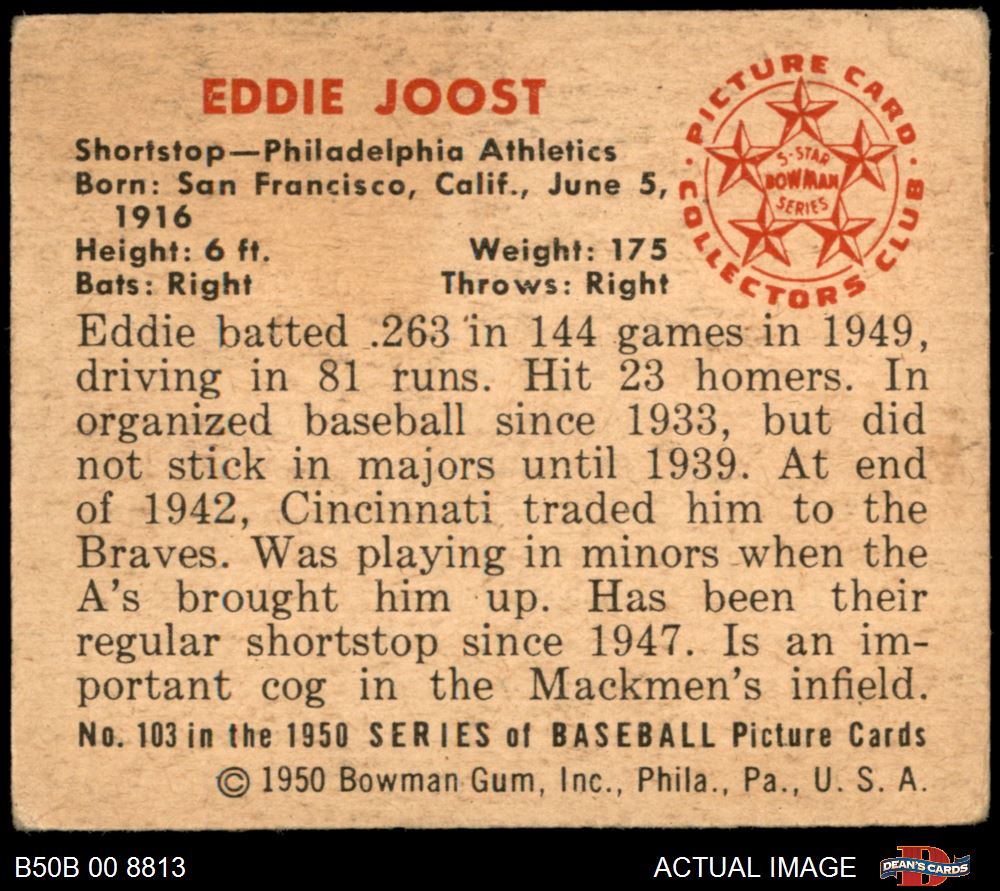 EDDIE JOOST
PICTURE CARD
COLLECTORS CLUB
5-STAR
BOWMAN
SERIES
Shortstop—Philadelphia Athletics
Born: San Francisco, Calif., June 5,
1916
Height: 6 ft. Weight: 175
Bats: Right Throws: Right
Eddie batted .263 in 144 games in 1949,
driving in 81 runs. Hit 23 homers. In
organized baseball since 1933, but did
not stick in majors until 1939. At end
of 1942, Cincinnati traded him to the
Braves. Was playing in minors when the
A's brought him up. Has been their
regular shortstop since 1947. Is an im-
portant cog in the Mackmen's infield.
No. 103 in the 1950 SERIES of BASEBALL Picture Cards
© 1950 Bowman Gum, Inc., Phila., Pa., U. S. A.
B50B 00 8813 ACTUAL IMAGE DEAN'S CARDS